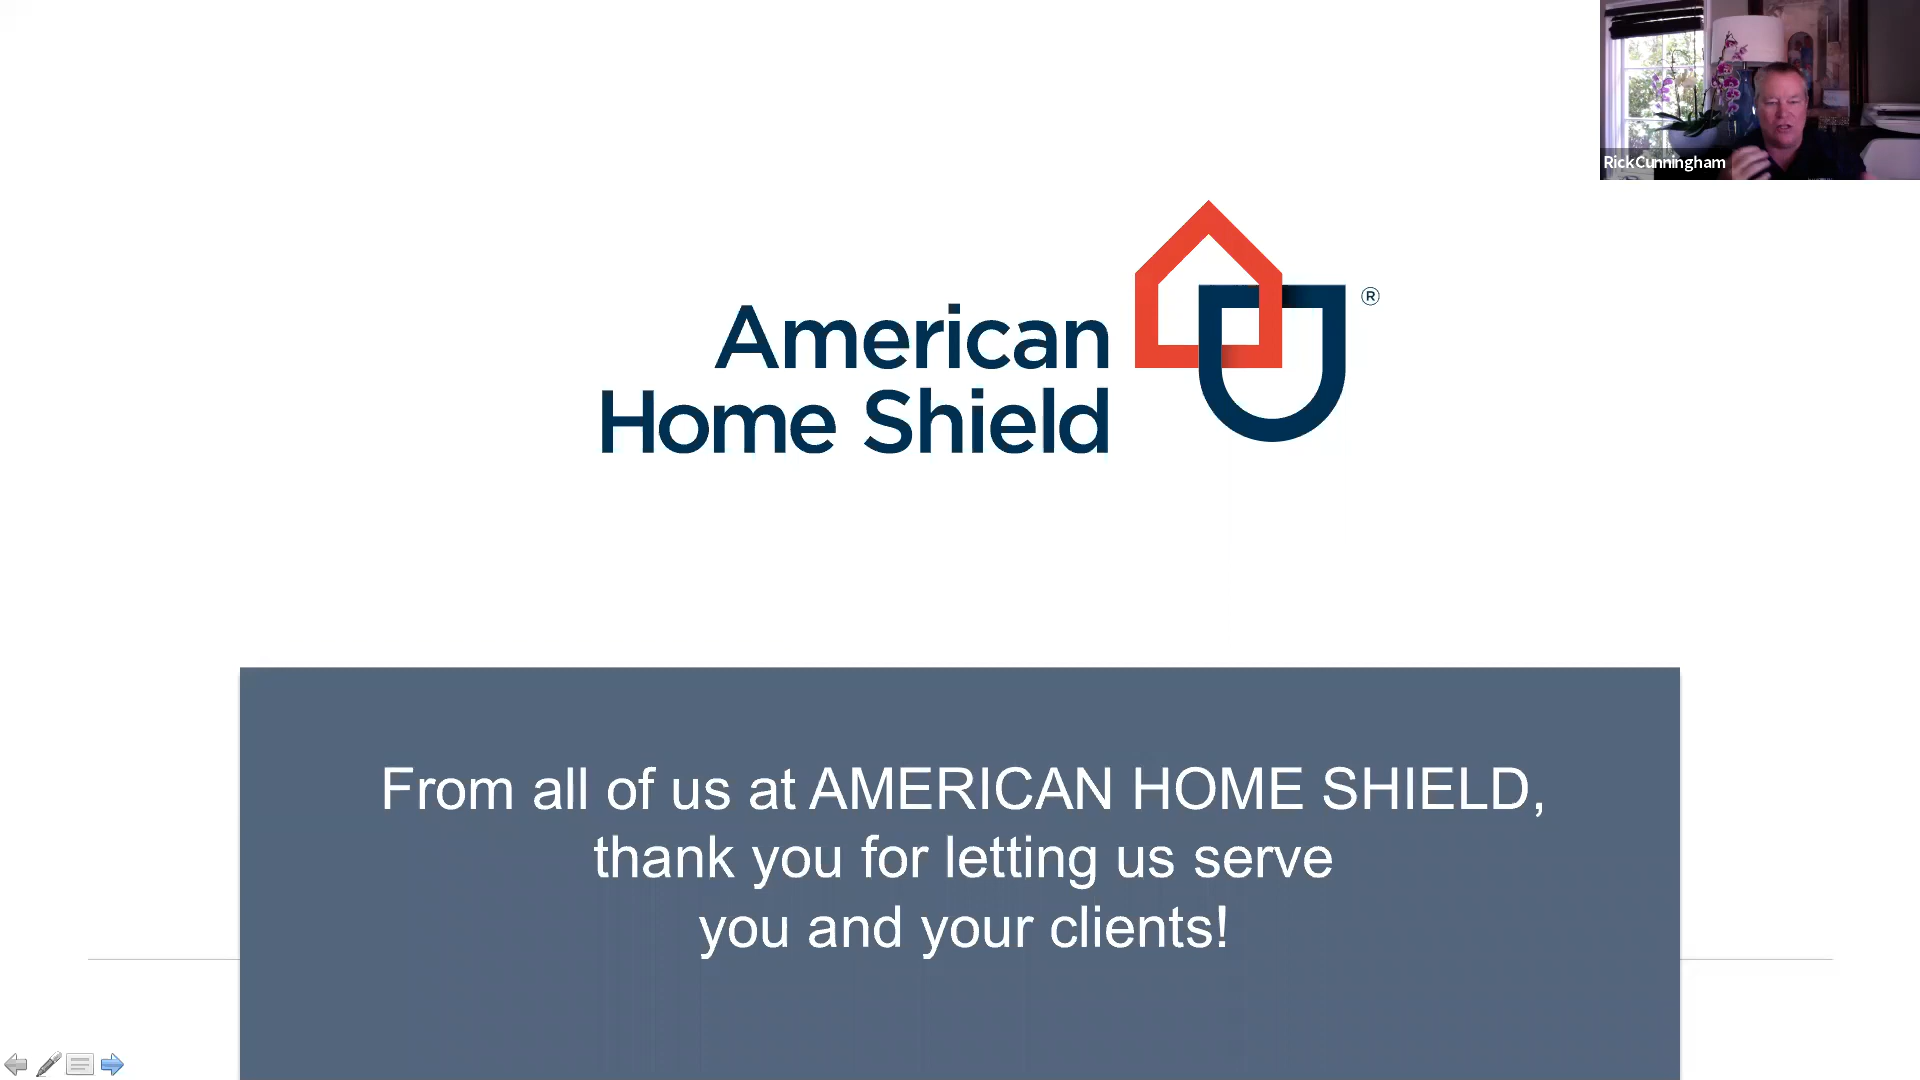 RickCunningham
American
Home Shield
®
From all of us at AMERICAN HOME SHIELD,
thank you for letting us serve
you and your clients!